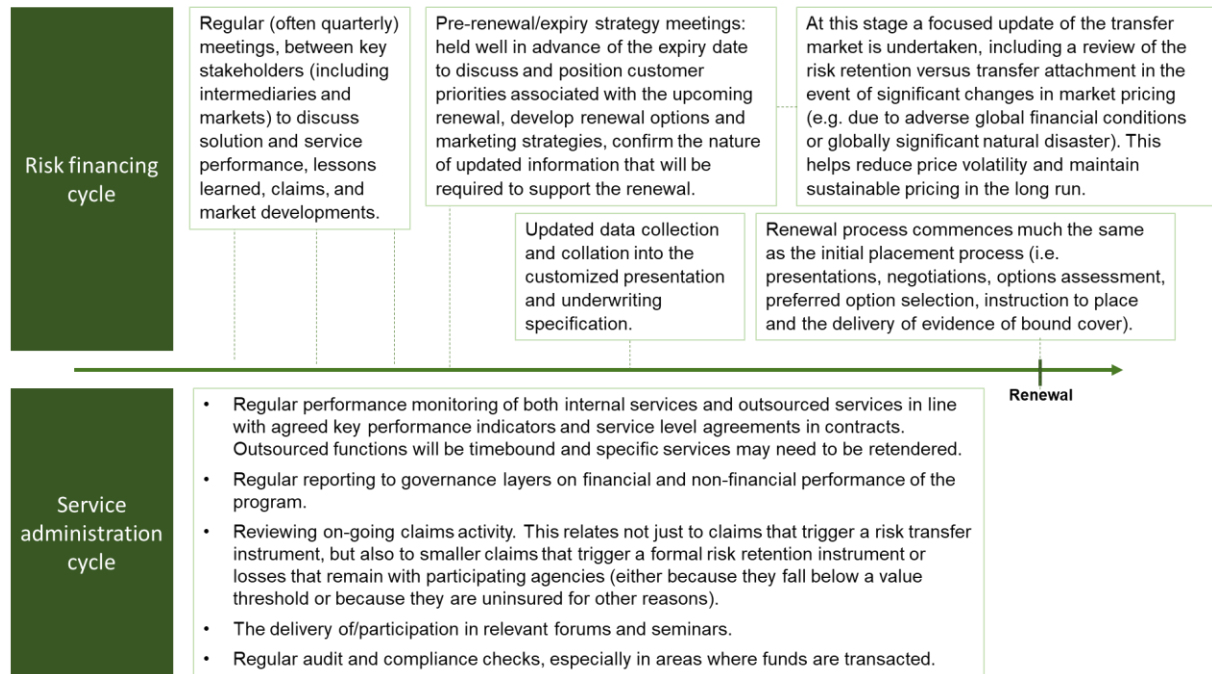 Risk financing
cycle
Regular (often quarterly)
meetings, between key
stakeholders (including
intermediaries and
markets) to discuss
solution and service
performance, lessons
learned, claims, and
market developments.
Pre-renewal/expiry strategy meetings:
held well in advance of the expiry date
to discuss and position customer
priorities associated with the upcoming
renewal, develop renewal options and
marketing strategies, confirm the nature
of updated information that will be
required to support the renewal.
At this stage a focused update of the transfer
market is undertaken, including a review of the
risk retention versus transfer attachment in the
event of significant changes in market pricing
(e.g. due to adverse global financial conditions
or globally significant natural disaster). This
helps reduce price volatility and maintain
sustainable pricing in the long run.
Updated data collection
and collation into the
customized presentation
and underwriting
specification.
Renewal process commences much the same
as the initial placement process (i.e.
presentations, negotiations, options assessment,
preferred option selection, instruction to place
and the delivery of evidence of bound cover).
Renewal
Service
administration
cycle
• Regular performance monitoring of both internal services and outsourced services in line
with agreed key performance indicators and service level agreements in contracts.
Outsourced functions will be timebound and specific services may need to be retendered.
• Regular reporting to governance layers on financial and non-financial performance of the
program.
• Reviewing on-going claims activity. This relates not just to claims that trigger a risk transfer
instrument, but also to smaller claims that trigger a formal risk retention instrument or
losses that remain with participating agencies (either because they fall below a value
threshold or because they are uninsured for other reasons).
• The delivery of/participation in relevant forums and seminars.
• Regular audit and compliance checks, especially in areas where funds are transacted.